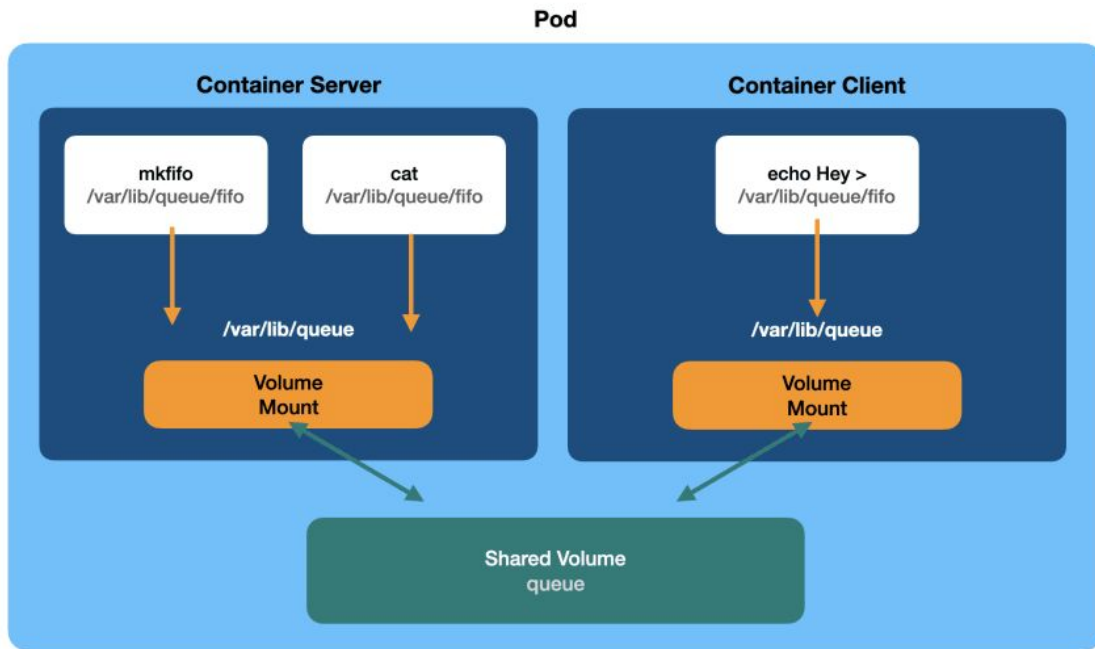 Pod
Container Server
Container Client
mkfifo
/var/lib/queue/fifo
cat
/var/lib/queue/fifo
echo Hey >
/var/lib/queue/fifo
/var/lib/queue
/var/lib/queue
Volume
Mount
Volume
Mount
Shared Volume
queue